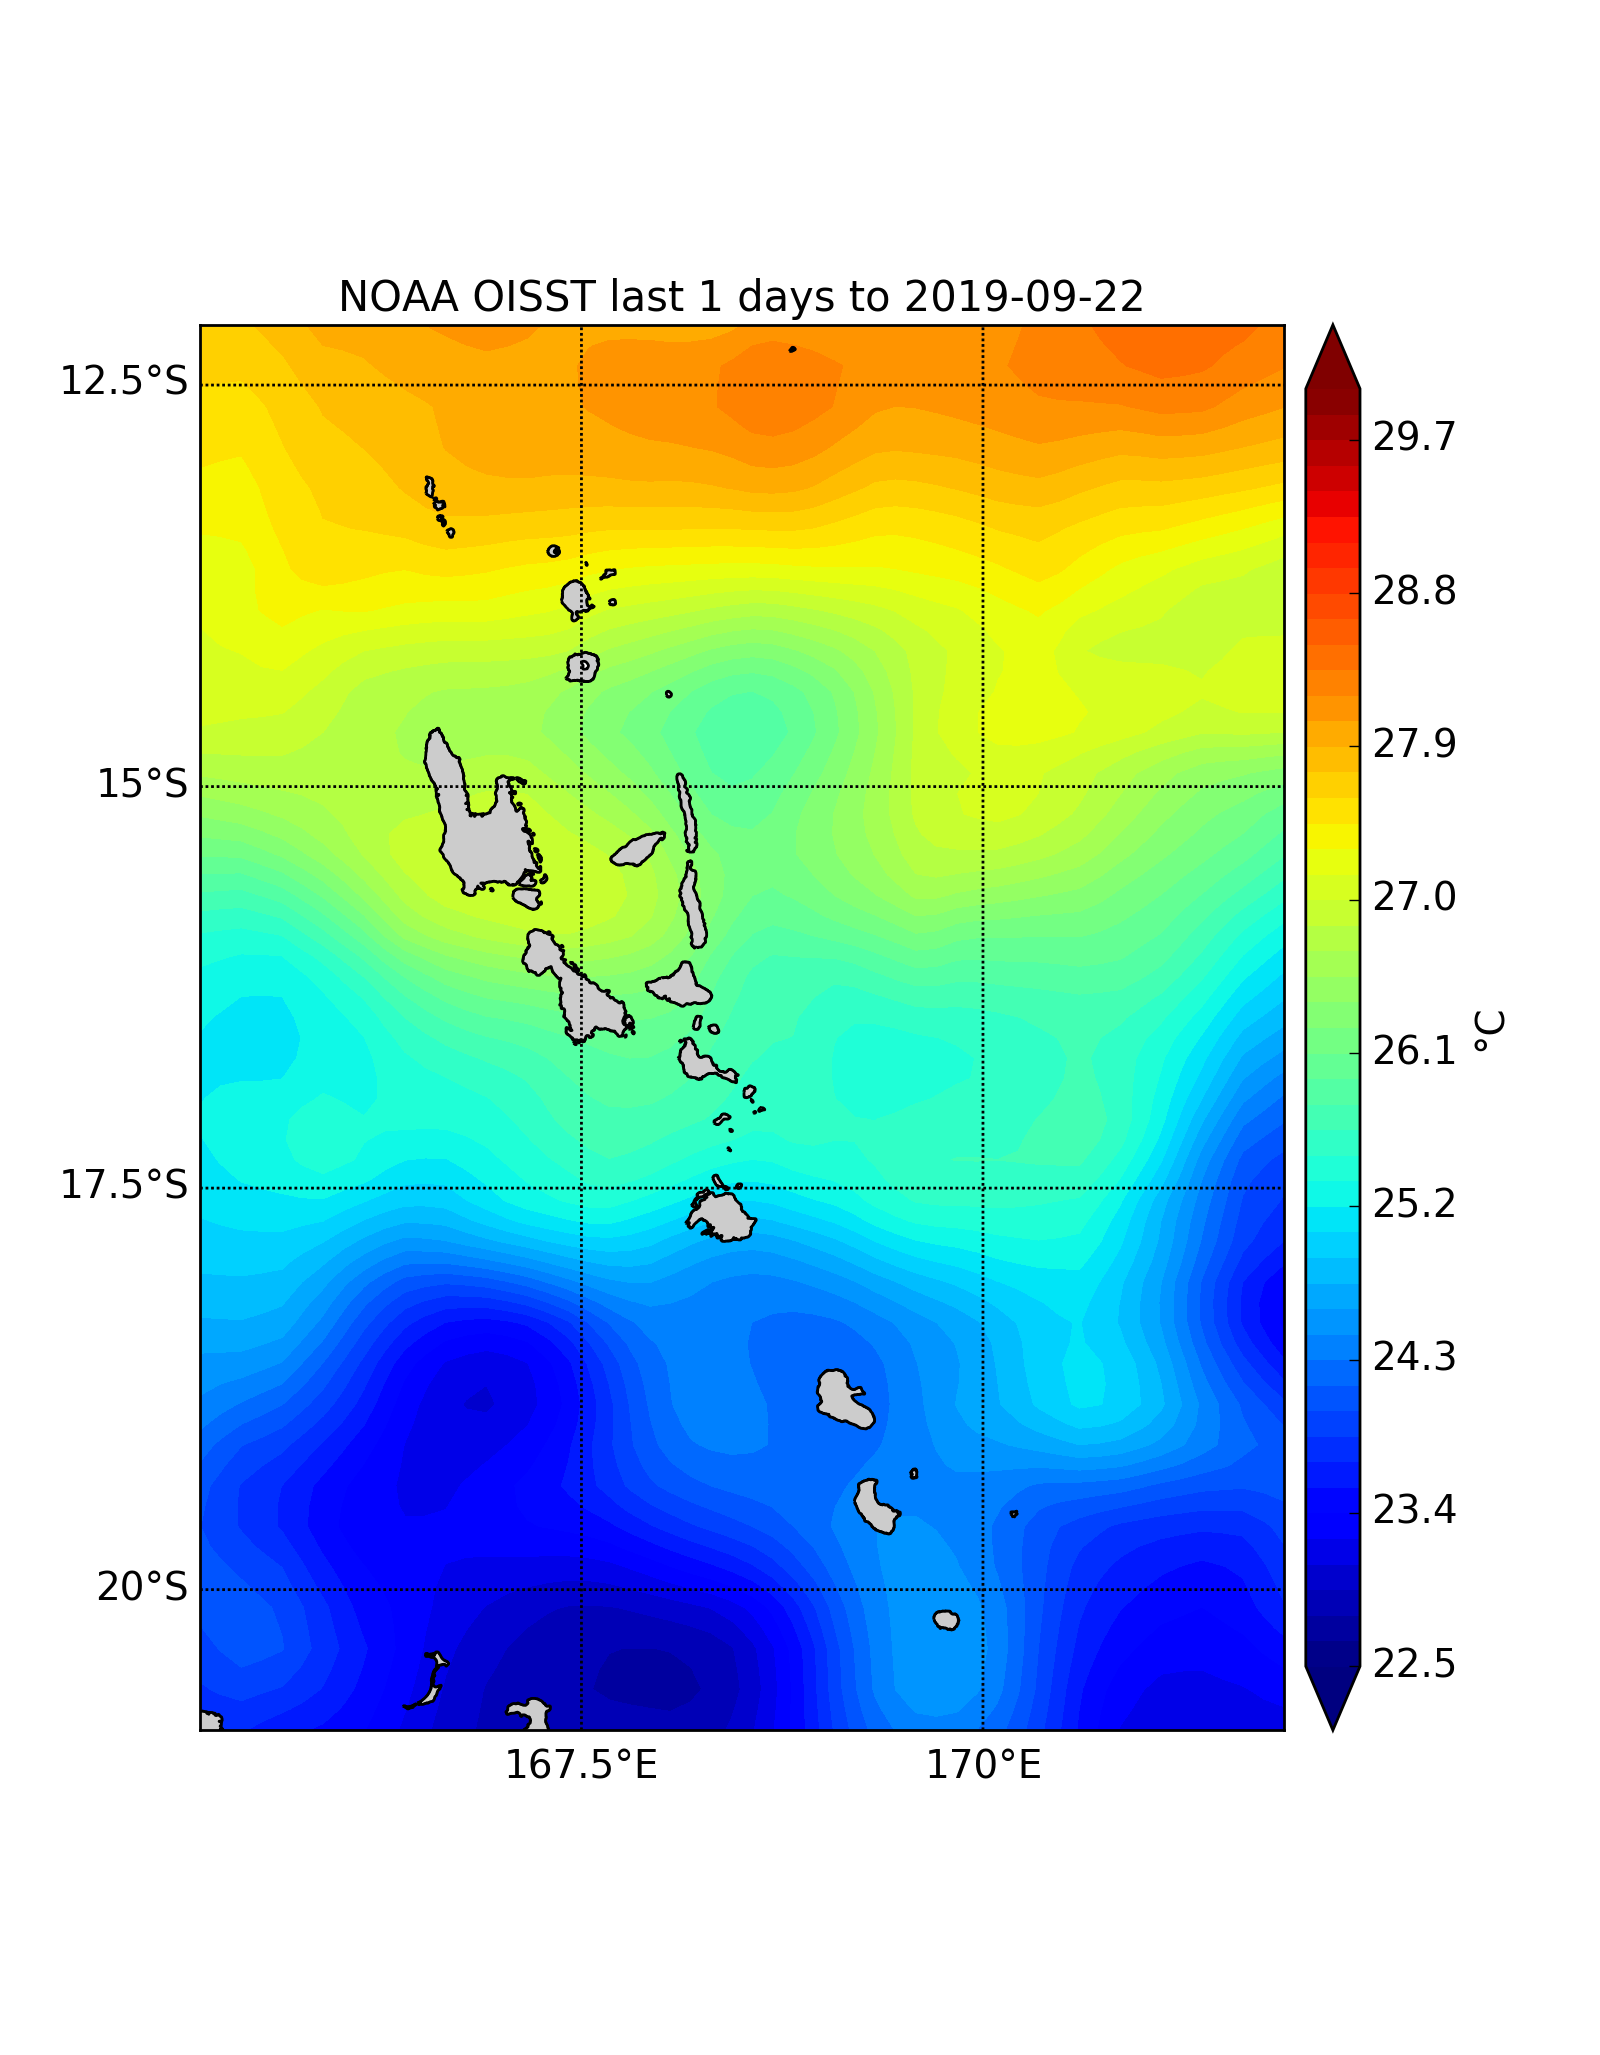 NOAA OISST last 1 days to 2019-09-22
12.5°S
15°S
17.5°S
20°S
167.5°E
170°E
29.7
28.8
27.9
27.0
26.1
25.2
24.3
23.4
22.5
°C